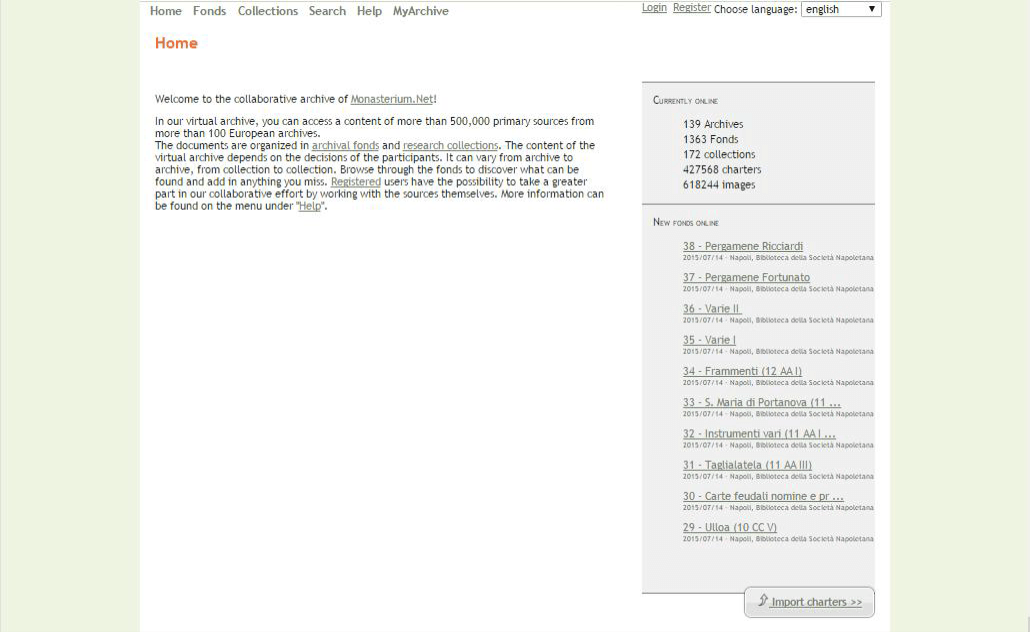 Home Fonds Collections Search Help MyArchive
Login Register Choose language: english
Home
Welcome to the collaborative archive of Monasterium.Net!
In our virtual archive, you can access a content of more than 500,000 primary sources from
more than 100 European archives.
The documents are organized in archival fonds and research collections. The content of the
virtual archive depends on the decisions of the participants. It can vary from archive to
archive, from collection to collection. Browse through the fonds to discover what can be
found and add in anything you miss. Registered users have the possibility to take a greater
part in our collaborative effort by working with the sources themselves. More information can
be found on the menu under "Help".
Currently online
139 Archives
1363 Fonds
172 collections
427568 charters
618244 images
New fonds online
38 - Pergamene Ricciardi
2015/07/14 - Napoli, Biblioteca della Società Napoletana
37 - Pergamene Fortunato
2015/07/14 - Napoli, Biblioteca della Società Napoletana
36 - Varie II
2015/07/14 - Napoli, Biblioteca della Società Napoletana
35 - Varie I
2015/07/14 - Napoli, Biblioteca della Società Napoletana
34 - Frammenti (12 AA I)
2015/07/14 - Napoli, Biblioteca della Società Napoletana
33 - S. Maria di Portanova (11 ...
2015/07/14 - Napoli, Biblioteca della Società Napoletana
32 - Instrumenti vari (11 AA I ...
2015/07/14 - Napoli, Biblioteca della Società Napoletana
31 - Taglialatela (11 AA III)
2015/07/14 - Napoli, Biblioteca della Società Napoletana
30 - Carte feudali nomine e pr ...
2015/07/14 - Napoli, Biblioteca della Società Napoletana
29 - Ulloa (10 CC V)
2015/07/14 - Napoli, Biblioteca della Società Napoletana
Import charters >>